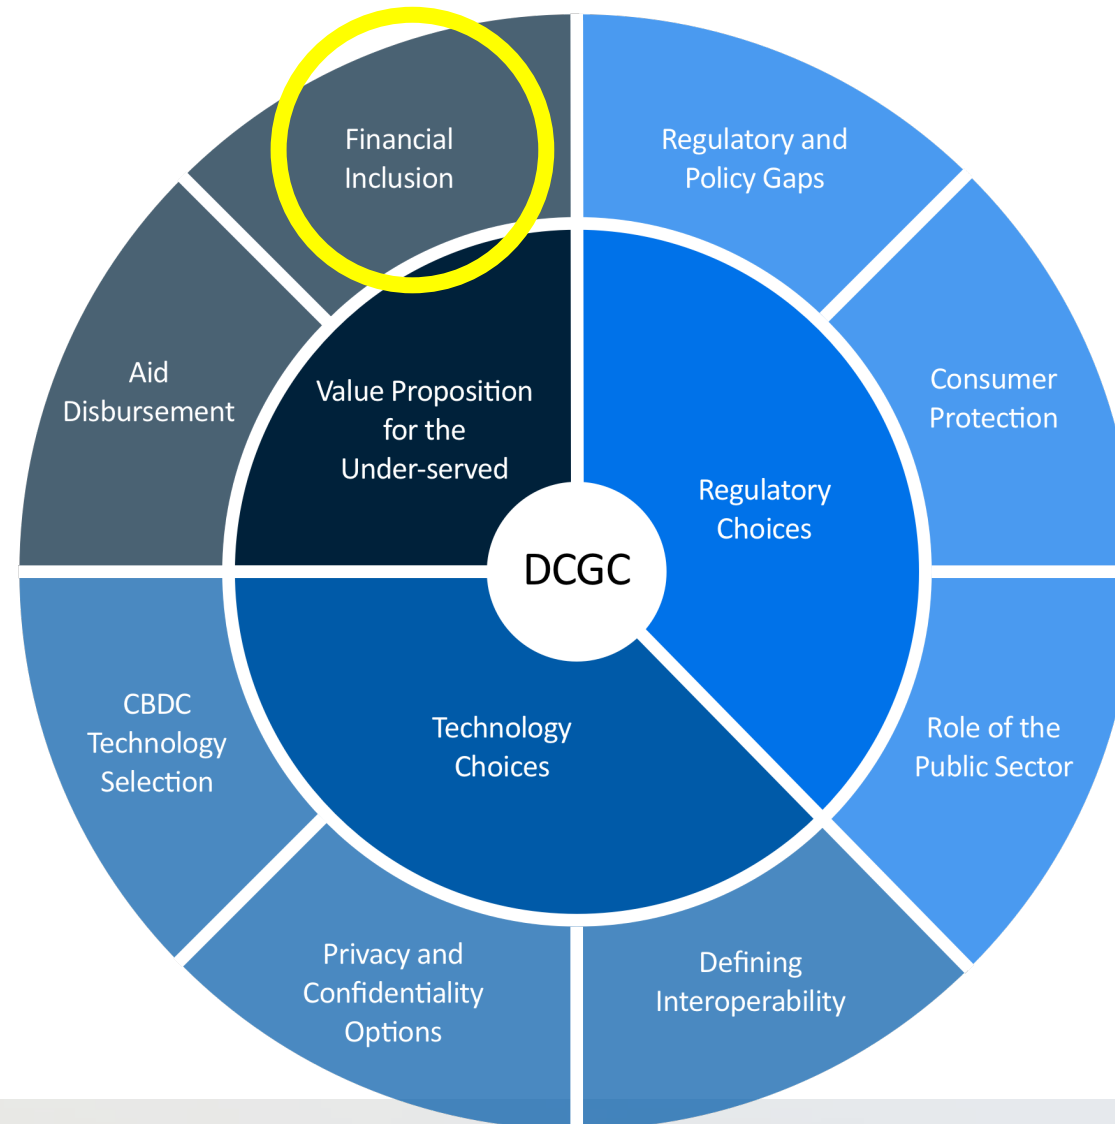 Financial
Inclusion
Regulatory and
Policy Gaps
Aid
Disbursement
Value Proposition
for the
Under-served
Consumer
Protection
Regulatory
Choices
DCGC
CBDC
Technology
Selection
Technology
Choices
Role of the
Public Sector
Privacy and
Confidentiality
Options
Defining
Interoperability